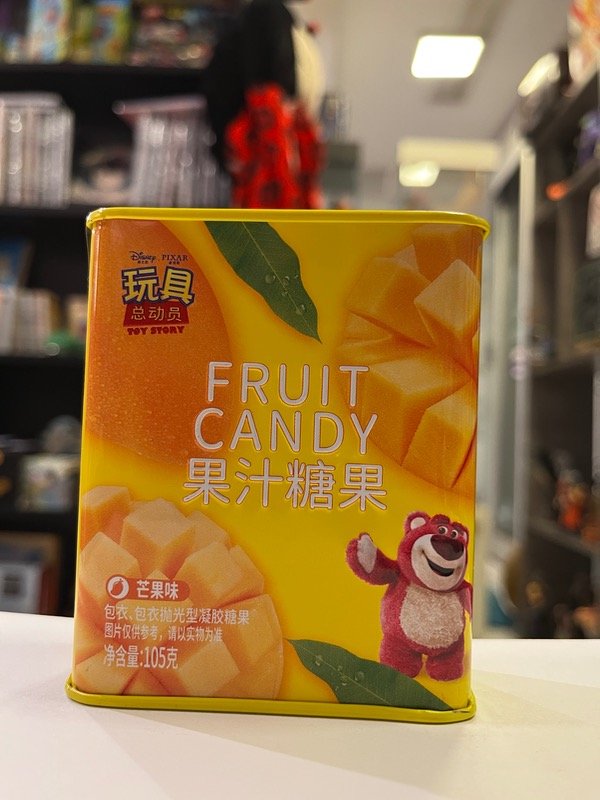 Disney PIXAR
玩具
总动员
TOY STORY
FRUIT
CANDY
果汁糖果
芒果味
包衣、包衣抛光型凝胶糖果
图片仅供参考，请以实物为准
净含量:105克